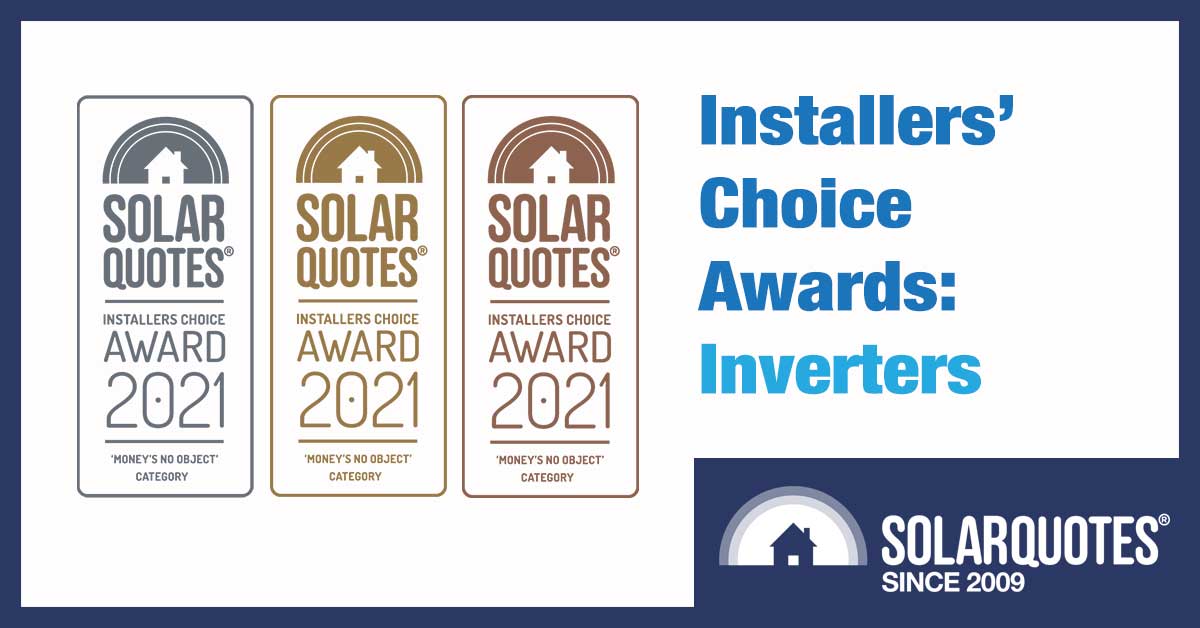 SOLAR
QUOTES®
INSTALLERS CHOICE
AWARD
2021
'MONEY'S NO OBJECT'
CATEGORY
SOLAR
QUOTES®
INSTALLERS CHOICE
AWARD
2021
'MONEY'S NO OBJECT'
CATEGORY
SOLAR
QUOTES®
INSTALLERS CHOICE
AWARD
2021
'MONEY'S NO OBJECT'
CATEGORY
Installers’
Choice
Awards:
Inverters
SOLARQUOTES®
SINCE 2009